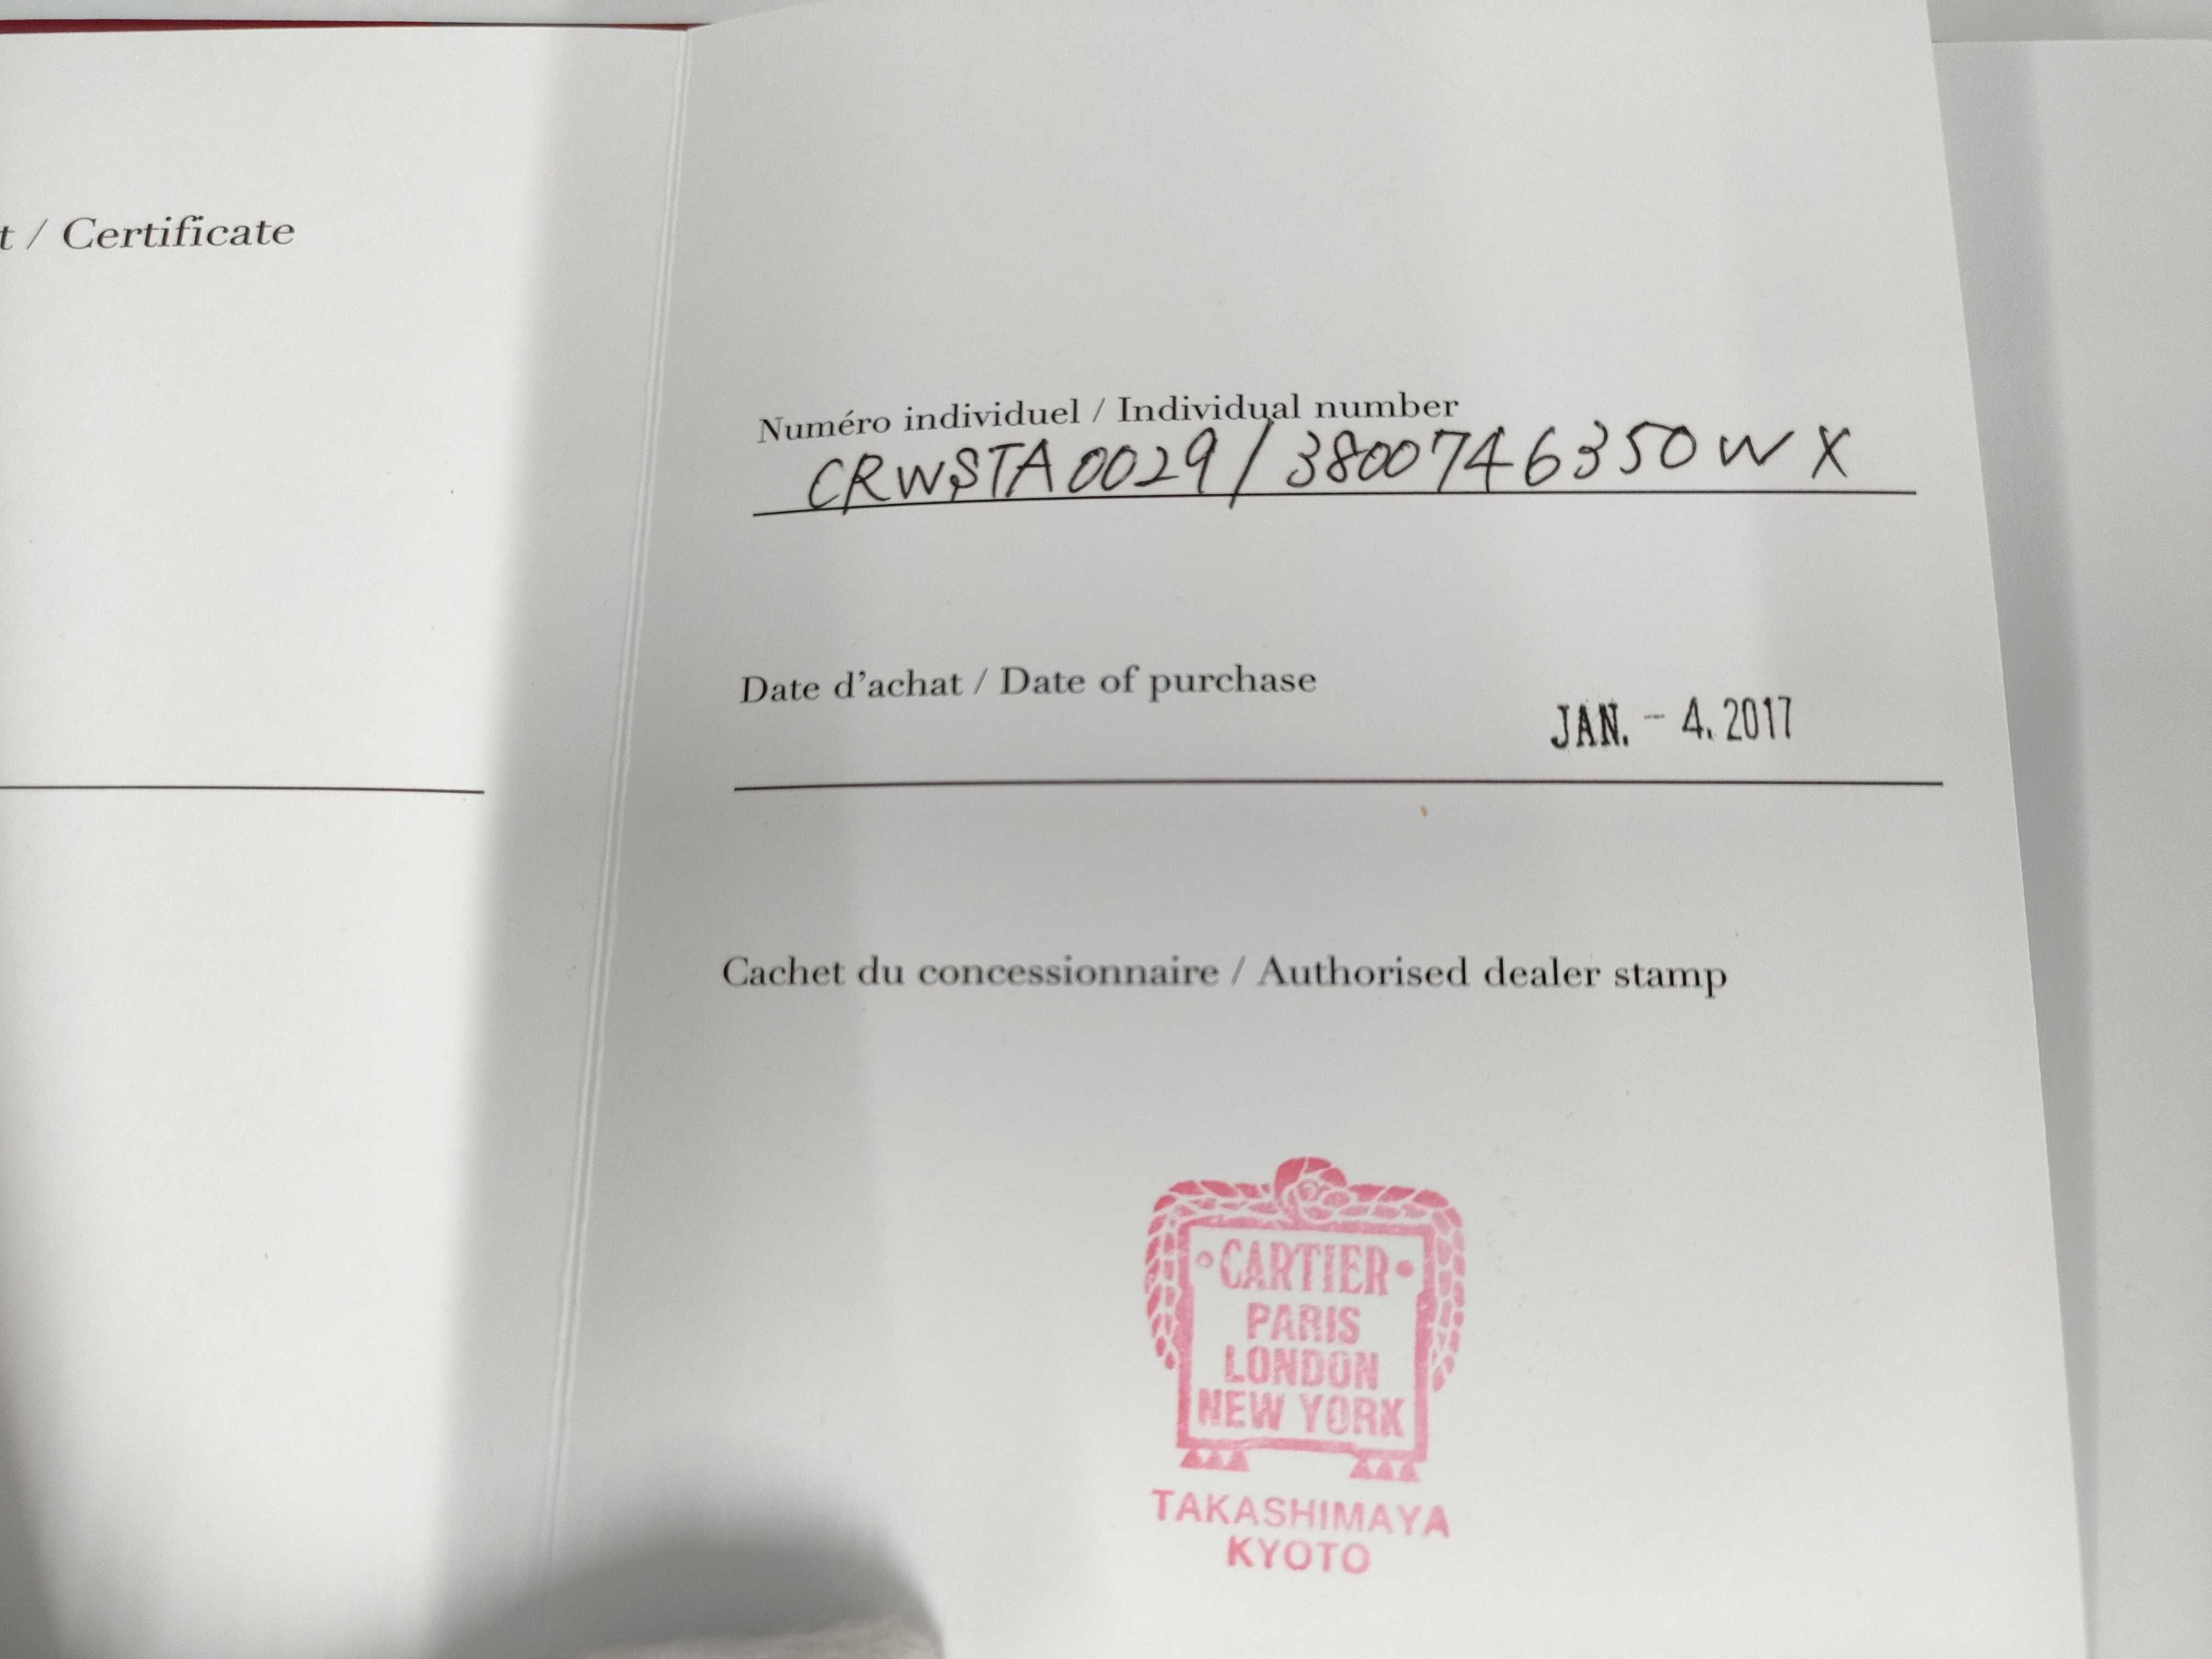 t / Certificate
Numéro individuel / Individual number
CRWSTA0029/3800746350WX
Date d'achat / Date of purchase
JAN. - 4. 2017
Cachet du concessionnaire / Authorised dealer stamp
•CARTIER•
PARIS
LONDON
NEW YORK
TAKASHIMAYA
KYOTO